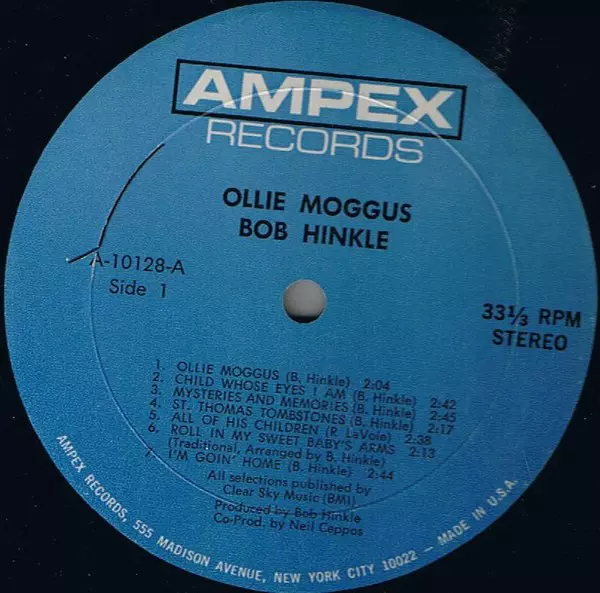 AMPEX
RECORDS
OLLIE MOGGUS
BOB HINKLE
A-10128-A
Side 1
33⅓ RPM
STEREO
1. OLLIE MOGGUS (B. Hinkle) 2:04
2. CHILD WHOSE EYES I AM (B. Hinkle) 2:42
3. MYSTERIES AND MEMORIES (B. Hinkle) 2:45
4. ST. THOMAS TOMBSTONES (B. Hinkle) 2:17
5. ALL OF HIS CHILDREN (R. LaVoie) 2:38
6. ROLL IN MY SWEET BABY'S ARMS 2:13
(Traditional, Arranged by B. Hinkle)
7. I'M GOIN' HOME (B. Hinkle) 2:44
All selections published by
Clear Sky Music (BMI)
Produced by Bob Hinkle
Co-Prod. by Neil Ceppos
AMPEX RECORDS, 555 MADISON AVENUE, NEW YORK CITY 10022 – MADE IN U.S.A.